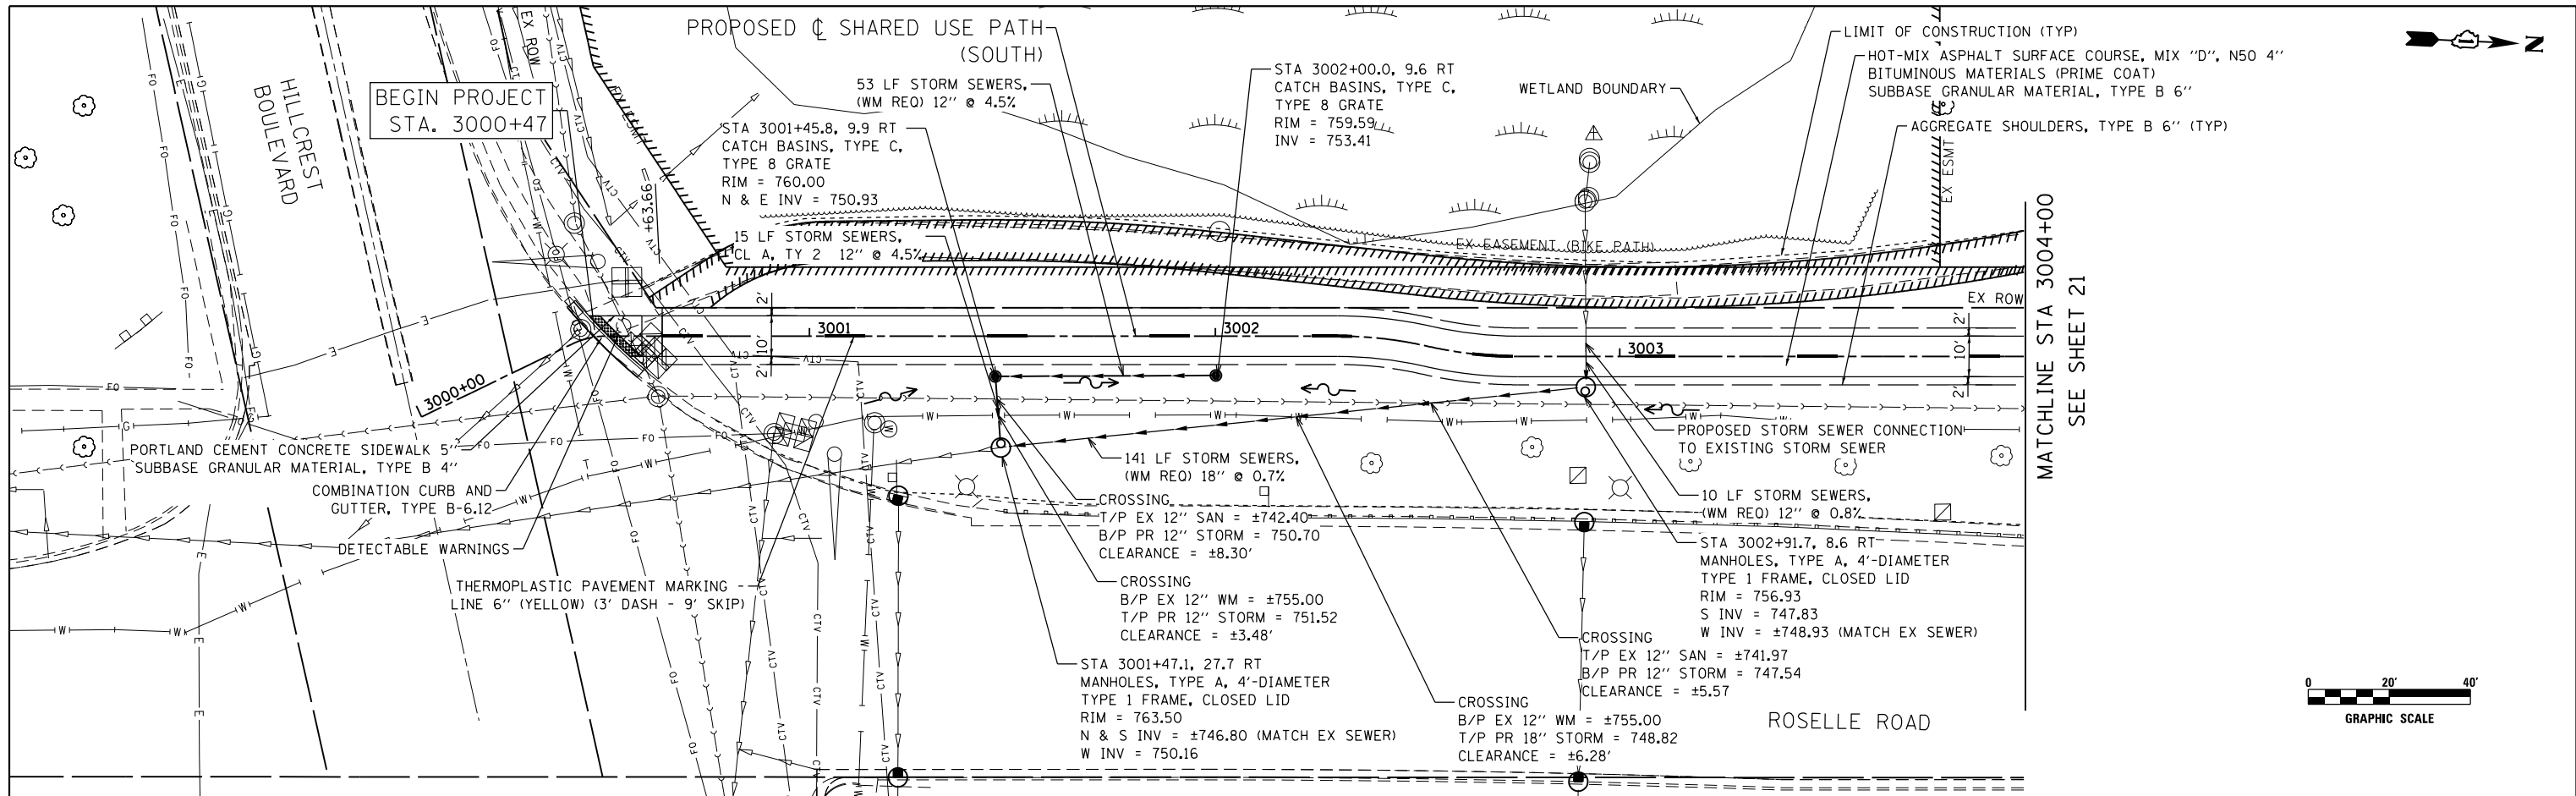 PROPOSED ℄ SHARED USE PATH
(SOUTH)
BEGIN PROJECT
STA. 3000+47
HILLCREST
BOULEVARD
EX ROW
53 LF STORM SEWERS,
(WM REQ) 12'' @ 4.5%
STA 3001+45.8, 9.9 RT
CATCH BASINS, TYPE C,
TYPE 8 GRATE
RIM = 760.00
N & E INV = 750.93
15 LF STORM SEWERS,
CL A, TY 2 12'' @ 4.5%
STA 3002+00.0, 9.6 RT
CATCH BASINS, TYPE C,
TYPE 8 GRATE
RIM = 759.59
INV = 753.41
WETLAND BOUNDARY
LIMIT OF CONSTRUCTION (TYP)
HOT-MIX ASPHALT SURFACE COURSE, MIX "D", N50 4''
BITUMINOUS MATERIALS (PRIME COAT)
SUBBASE GRANULAR MATERIAL, TYPE B 6''
AGGREGATE SHOULDERS, TYPE B 6'' (TYP)
EX ESMT
EX ESMT
N
+63.66
EX EASEMENT (BIKE PATH)
EX ROW
2'
10'
2'
3000+00
3001
3002
3003
2'
10'
2'
MATCHLINE STA 3004+00
SEE SHEET 21
PORTLAND CEMENT CONCRETE SIDEWALK 5''
SUBBASE GRANULAR MATERIAL, TYPE B 4''
COMBINATION CURB AND
GUTTER, TYPE B-6.12
DETECTABLE WARNINGS
THERMOPLASTIC PAVEMENT MARKING -
LINE 6'' (YELLOW) (3' DASH - 9' SKIP)
141 LF STORM SEWERS,
(WM REQ) 18'' @ 0.7%
CROSSING
T/P EX 12'' SAN = ±742.40
B/P PR 12'' STORM = 750.70
CLEARANCE = ±8.30'
CROSSING
B/P EX 12'' WM = ±755.00
T/P PR 12'' STORM = 751.52
CLEARANCE = ±3.48'
STA 3001+47.1, 27.7 RT
MANHOLES, TYPE A, 4'-DIAMETER
TYPE 1 FRAME, CLOSED LID
RIM = 763.50
N & S INV = ±746.80 (MATCH EX SEWER)
W INV = 750.16
PROPOSED STORM SEWER CONNECTION
TO EXISTING STORM SEWER
10 LF STORM SEWERS,
(WM REQ) 12'' @ 0.8%
STA 3002+91.7, 8.6 RT
MANHOLES, TYPE A, 4'-DIAMETER
TYPE 1 FRAME, CLOSED LID
RIM = 756.93
S INV = 747.83
W INV = ±748.93 (MATCH EX SEWER)
CROSSING
T/P EX 12'' SAN = ±741.97
B/P PR 12'' STORM = 747.54
CLEARANCE = ±5.57
CROSSING
B/P EX 12'' WM = ±755.00
T/P PR 18'' STORM = 748.82
CLEARANCE = ±6.28'
ROSELLE ROAD
0 20' 40'
GRAPHIC SCALE